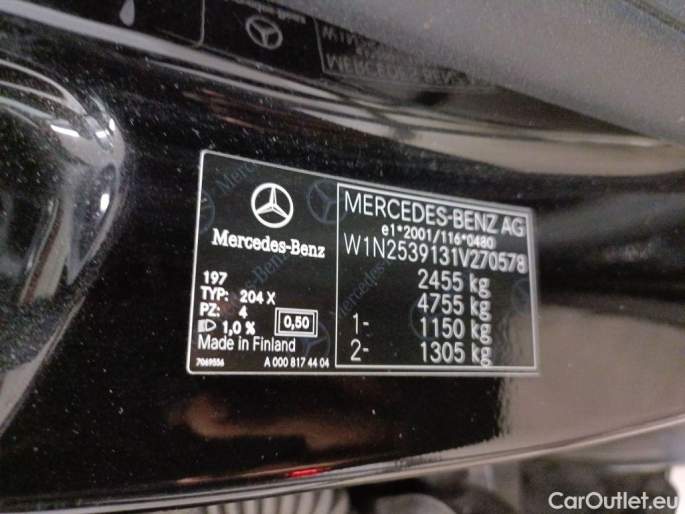 Mercedes-Benz
197
TYP: 204 X
PZ: 4
1,0 %
0,50
Made in Finland
7069556
A 000 817 44 04
MERCEDES-BENZ AG
e1*2001/116*0480
W1N2539131V270578
2455 kg
4755 kg
1- 1150 kg
2- 1305 kg
CarOutlet.eu